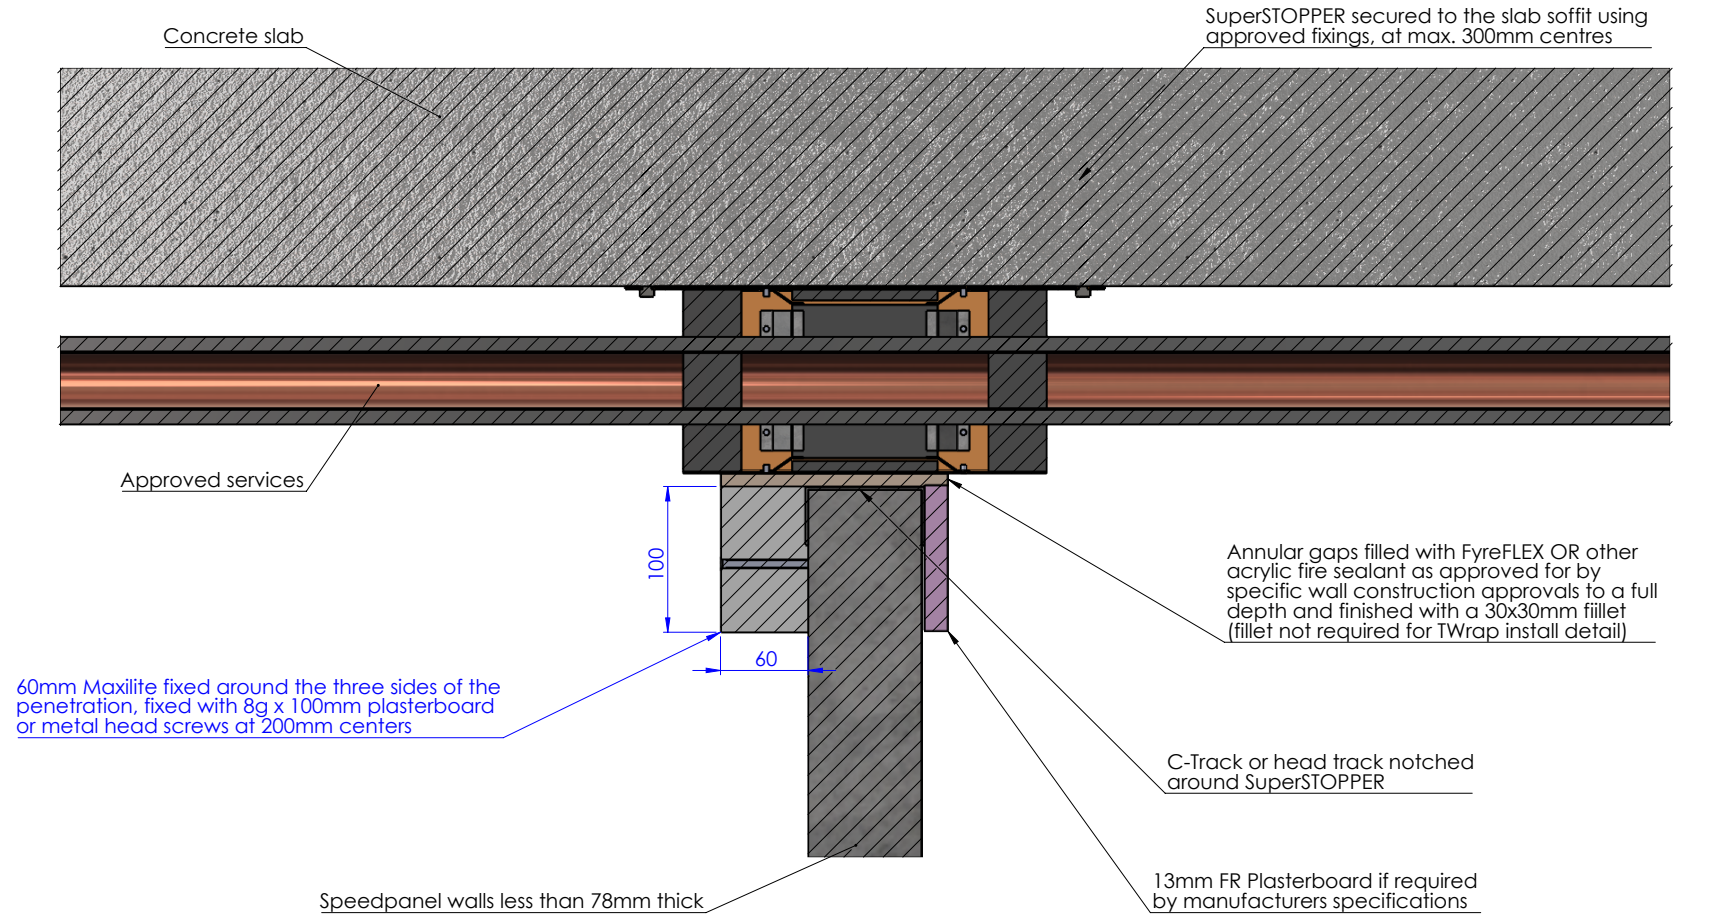 Concrete slab
SuperSTOPPER secured to the slab soffit using
approved fixings, at max. 300mm centres
Approved services
100
60
Annular gaps filled with FyreFLEX OR other
acrylic fire sealant as approved for by
specific wall construction approvals to a full
depth and finished with a 30x30mm fiillet
(fillet not required for TWrap install detail)
60mm Maxilite fixed around the three sides of the
penetration, fixed with 8g x 100mm plasterboard
or metal head screws at 200mm centers
C-Track or head track notched
around SuperSTOPPER
Speedpanel walls less than 78mm thick
13mm FR Plasterboard if required
by manufacturers specifications